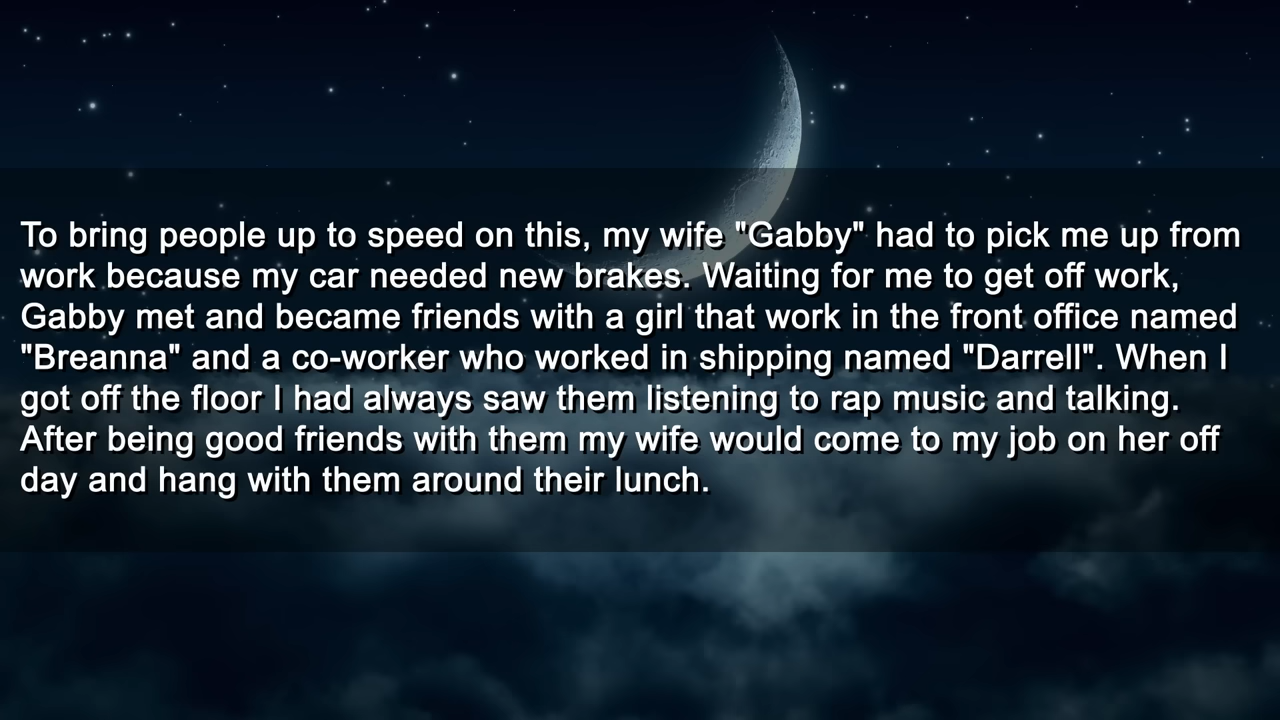 To bring people up to speed on this, my wife "Gabby" had to pick me up from
work because my car needed new brakes. Waiting for me to get off work,
Gabby met and became friends with a girl that work in the front office named
"Breanna" and a co-worker who worked in shipping named "Darrell". When I
got off the floor I had always saw them listening to rap music and talking.
After being good friends with them my wife would come to my job on her off
day and hang with them around their lunch.